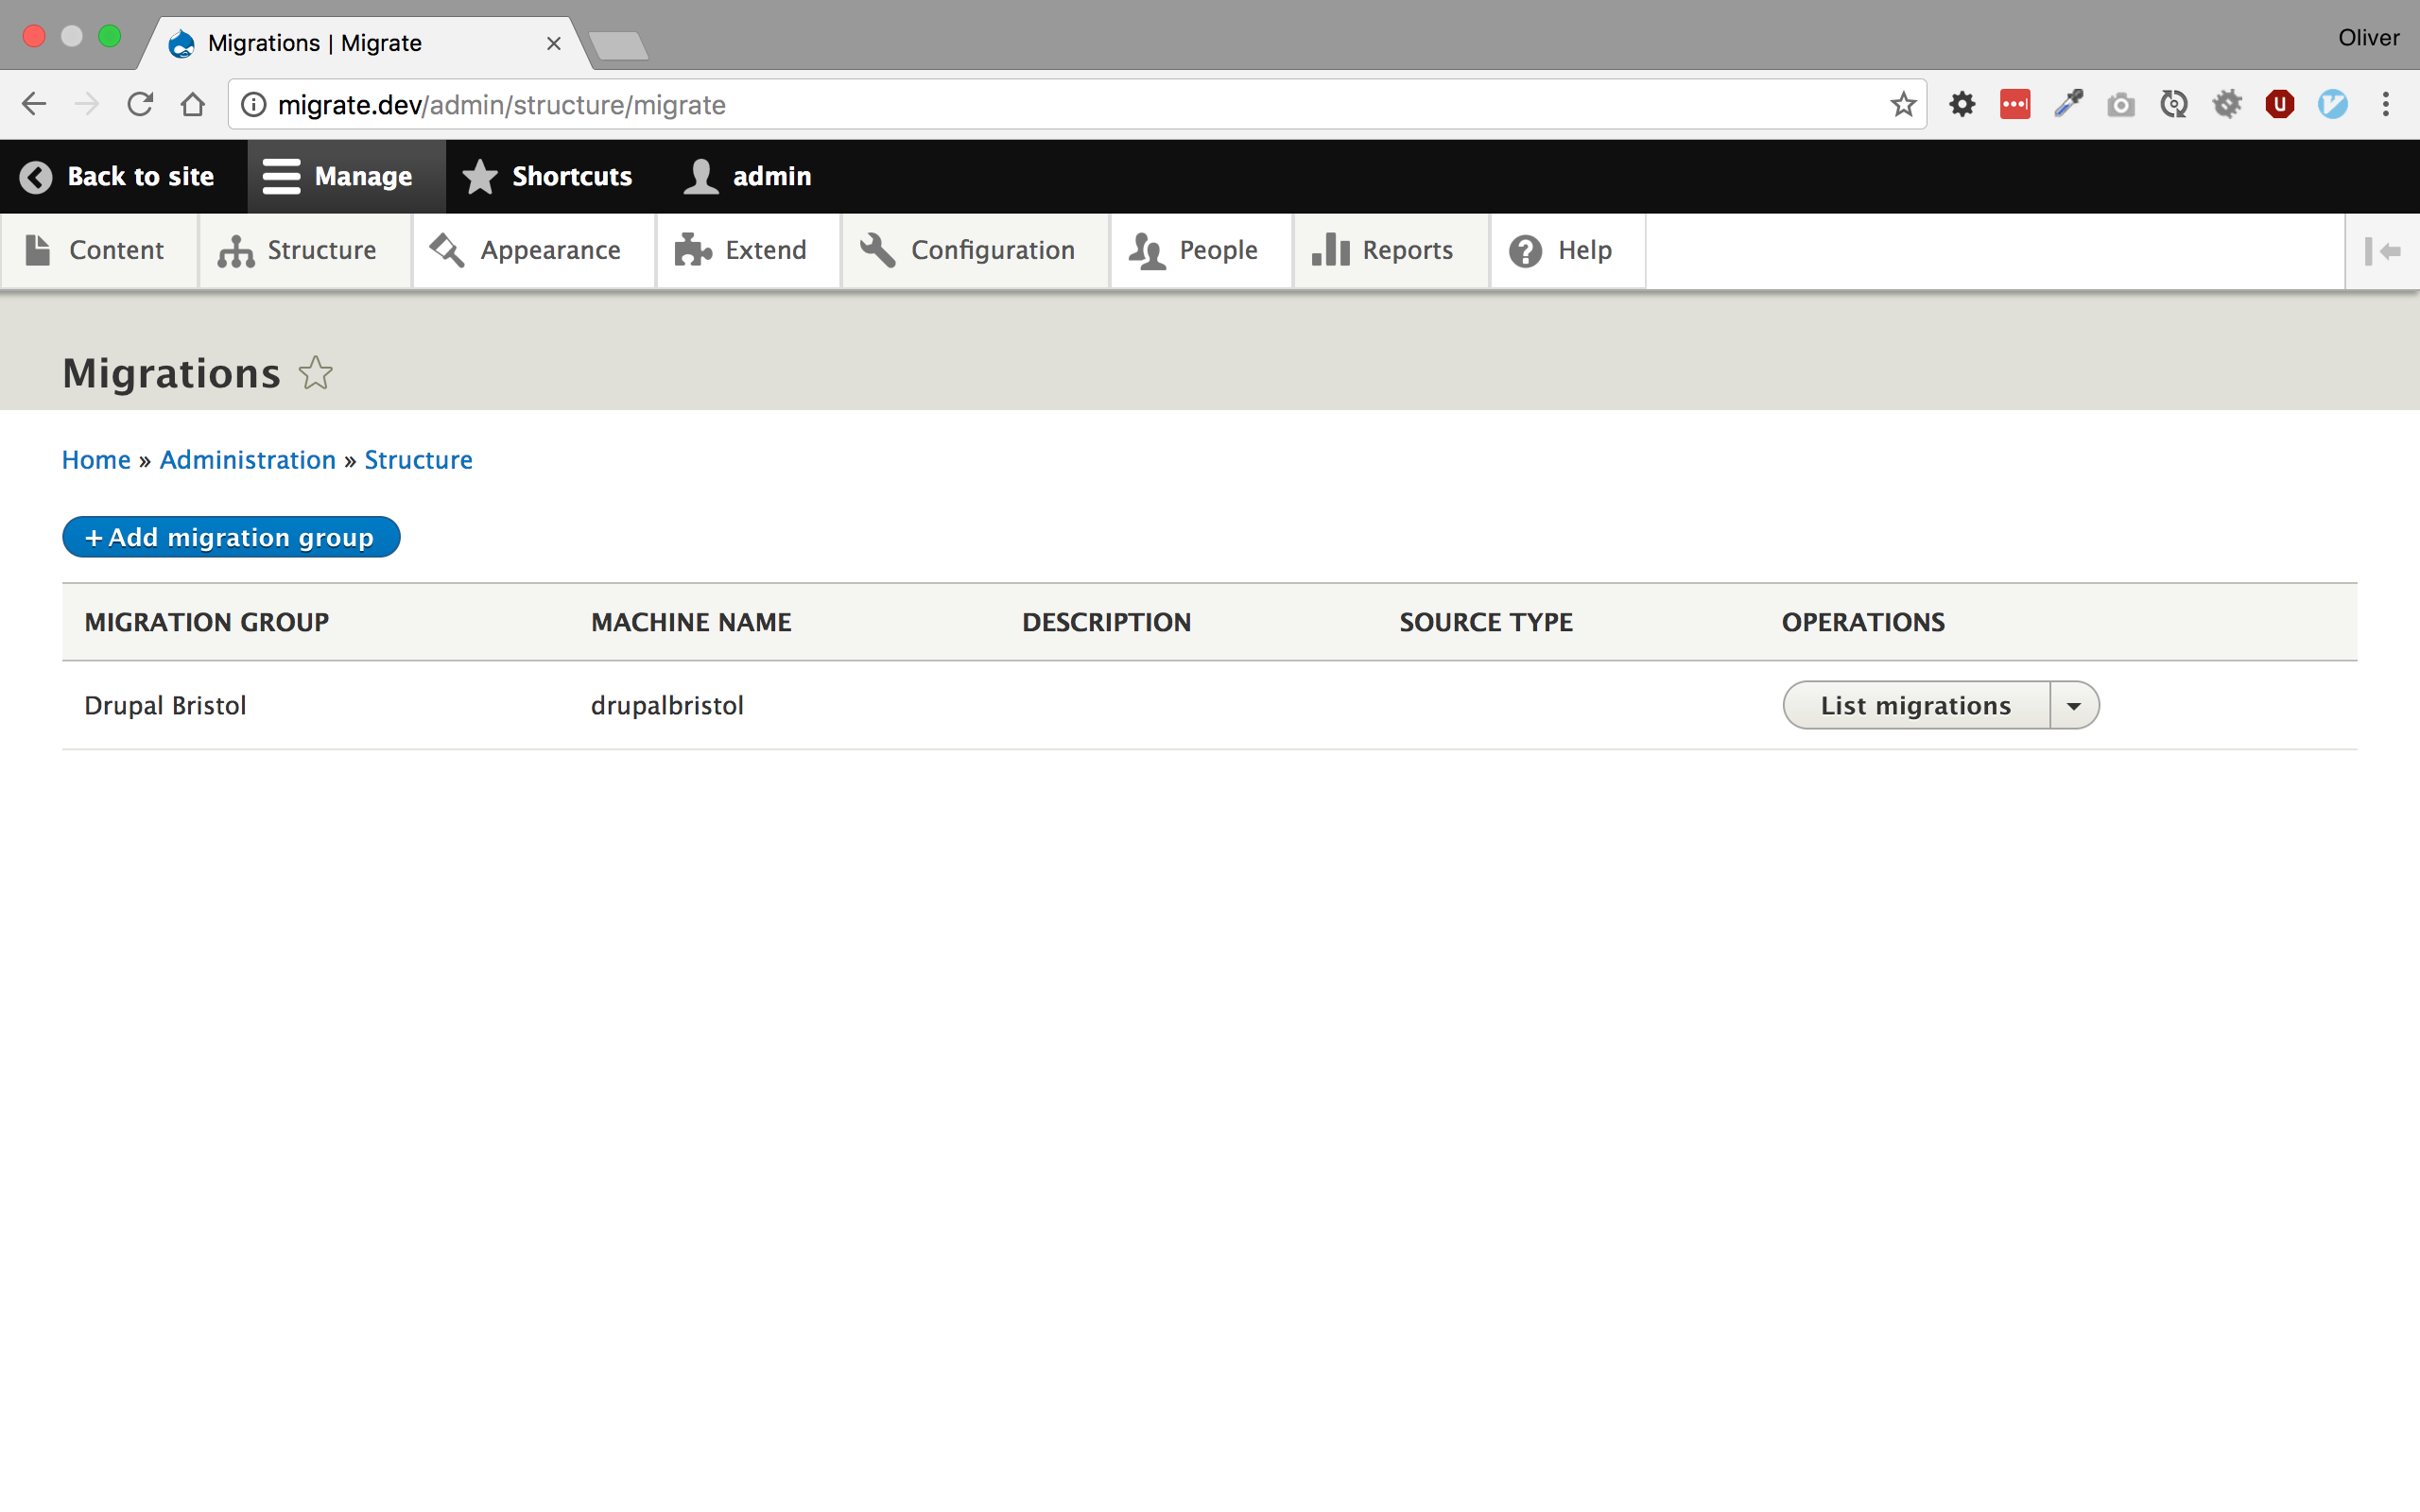 Migrations | Migrate
Oliver
migrate.dev/admin/structure/migrate
Back to site Manage Shortcuts admin
Content Structure Appearance Extend Configuration People Reports Help
Migrations
Home » Administration » Structure
+ Add migration group
MIGRATION GROUP MACHINE NAME DESCRIPTION SOURCE TYPE OPERATIONS
Drupal Bristol drupalbristol List migrations